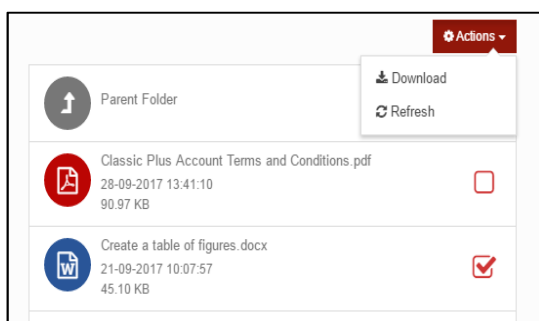 Actions
Download
Refresh
Parent Folder
Classic Plus Account Terms and Conditions.pdf
28-09-2017 13:41:10
90.97 KB
Create a table of figures.docx
21-09-2017 10:07:57
45.10 KB